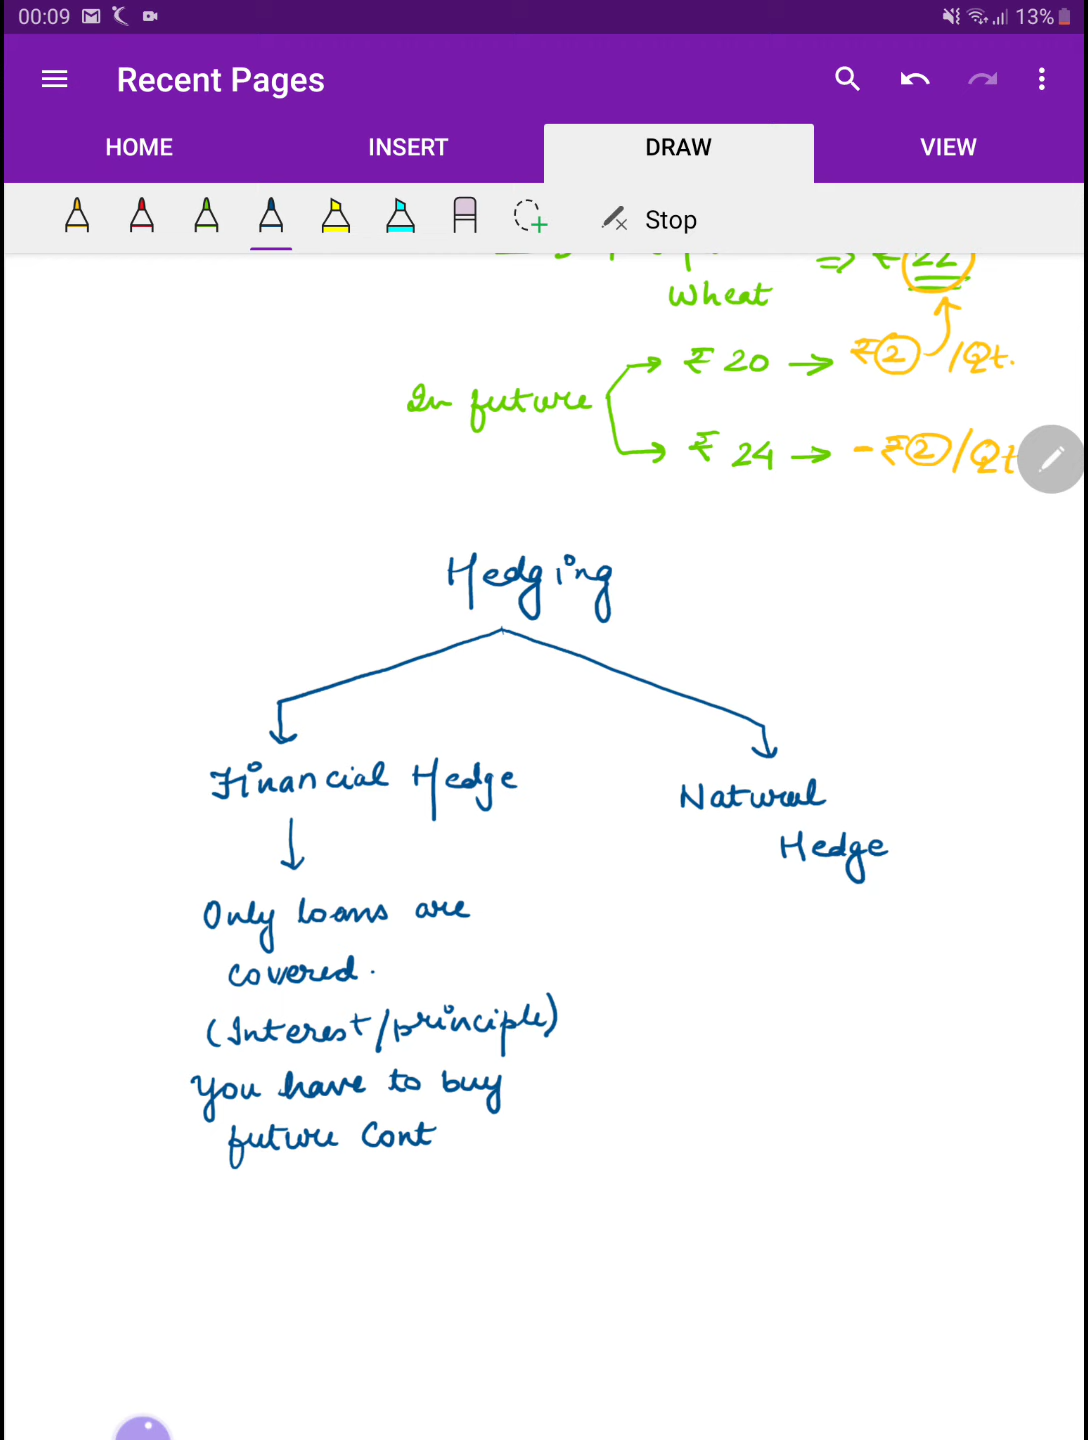 00:09 13%
Recent Pages
HOME INSERT DRAW VIEW
Stop
=> ₹ 22
Wheat
₹ 20 → ₹2 /Qt.
In future
₹ 24 → -₹2/Qt
Hedging
Financial Hedge
Natural
Hedge
Only loans are
covered.
(Interest/principle)
You have to buy
future Cont